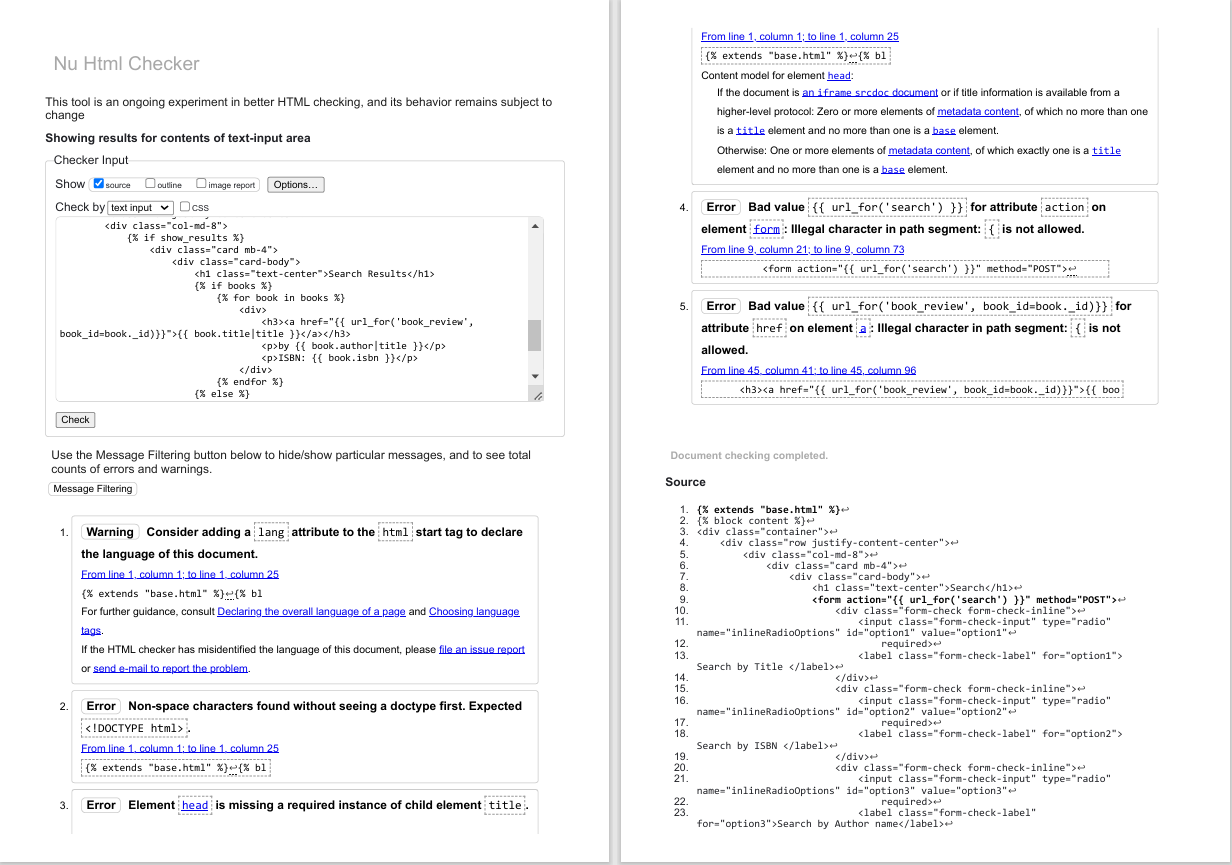 Nu Html Checker
This tool is an ongoing experiment in better HTML checking, and its behavior remains subject to
change
Showing results for contents of text-input area
Checker Input
Show source outline image report Options…
Check by text input css
<div class="col-md-8">
{% if show_results %}
<div class="card mb-4">
<div class="card-body">
<h1 class="text-center">Search Results</h1>
{% if books %}
{% for book in books %}
<div>
<h3><a href="{{ url_for('book_review',
book_id=book._id)}}">{{ book.title|title }}</a></h3>
<p>by {{ book.author|title }}</p>
<p>ISBN: {{ book.isbn }}</p>
</div>
{% endfor %}
{% else %}
Check
Use the Message Filtering button below to hide/show particular messages, and to see total
counts of errors and warnings.
Message Filtering
1. Warning Consider adding a lang attribute to the html start tag to declare
the language of this document.
From line 1, column 1; to line 1, column 25
{% extends "base.html" %}↩{% bl
For further guidance, consult Declaring the overall language of a page and Choosing language
tags.
If the HTML checker has misidentified the language of this document, please file an issue report
or send e-mail to report the problem.
2. Error Non-space characters found without seeing a doctype first. Expected
<!DOCTYPE html>.
From line 1, column 1; to line 1, column 25
{% extends "base.html" %}↩{% bl
3. Error Element head is missing a required instance of child element title.
From line 1, column 1; to line 1, column 25
{% extends "base.html" %}↩{% bl
Content model for element head:
If the document is an iframe srcdoc document or if title information is available from a
higher-level protocol: Zero or more elements of metadata content, of which no more than one
is a title element and no more than one is a base element.
Otherwise: One or more elements of metadata content, of which exactly one is a title
element and no more than one is a base element.
4. Error Bad value {{ url_for('search') }} for attribute action on
element form: Illegal character in path segment: { is not allowed.
From line 9, column 21; to line 9, column 73
<form action="{{ url_for('search') }}" method="POST">↩
5. Error Bad value {{ url_for('book_review', book_id=book._id)}} for
attribute href on element a: Illegal character in path segment: { is not
allowed.
From line 45, column 41; to line 45, column 96
<h3><a href="{{ url_for('book_review', book_id=book._id)}}">{{ boo
Document checking completed.
Source
1. {% extends "base.html" %}↩
2. {% block content %}↩
3. <div class="container">↩
4. <div class="row justify-content-center">↩
5. <div class="col-md-8">↩
6. <div class="card mb-4">↩
7. <div class="card-body">↩
8. <h1 class="text-center">Search</h1>↩
9. <form action="{{ url_for('search') }}" method="POST">↩
10. <div class="form-check form-check-inline">↩
11. <input class="form-check-input" type="radio"
name="inlineRadioOptions" id="option1" value="option1"↩
12. required>↩
13. <label class="form-check-label" for="option1">
Search by Title </label>↩
14. </div>↩
15. <div class="form-check form-check-inline">↩
16. <input class="form-check-input" type="radio"
name="inlineRadioOptions" id="option2" value="option2"↩
17. required>↩
18. <label class="form-check-label" for="option2">
Search by ISBN </label>↩
19. </div>↩
20. <div class="form-check form-check-inline">↩
21. <input class="form-check-input" type="radio"
name="inlineRadioOptions" id="option3" value="option3"↩
22. required>↩
23. <label class="form-check-label"
for="option3">Search by Author name</label>↩